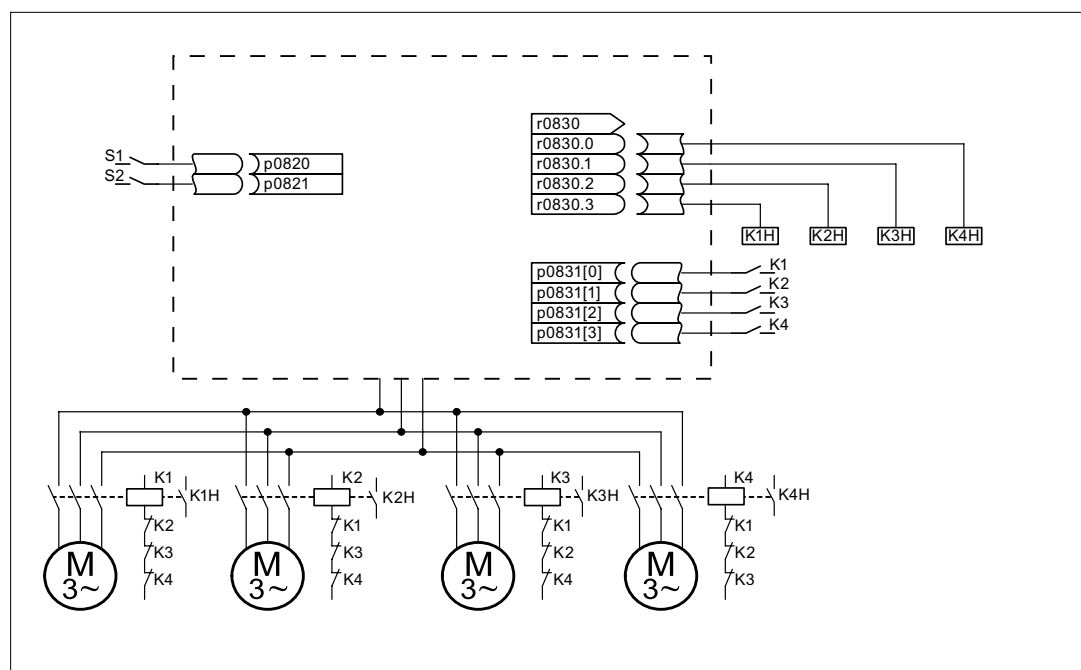 r0830
r0830.0
S1 p0820 r0830.1
S2 p0821 r0830.2
r0830.3
K1H K2H K3H K4H
p0831[0] K1
p0831[1] K2
p0831[2] K3
p0831[3] K4
K1 K2 K3 K4
K1H K2H K3H K4H
K2 K1 K1 K1
K3 K3 K2 K2
K4 K4 K4 K3
M M M M
3~ 3~ 3~ 3~